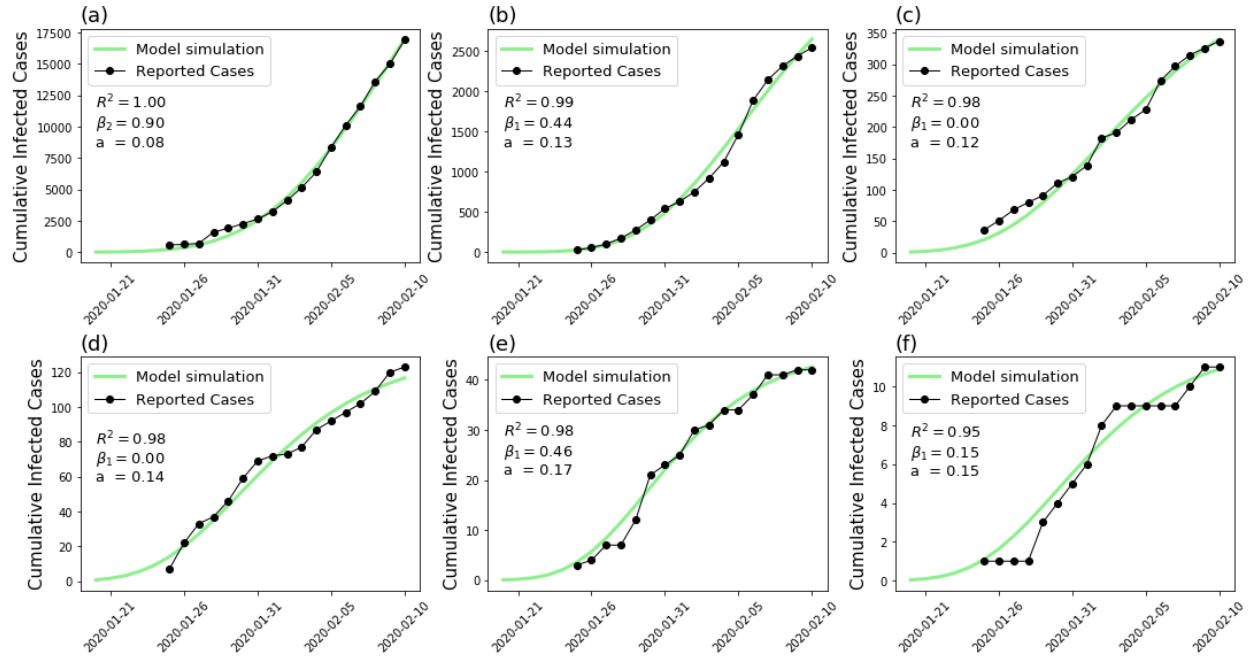 (a)
Cumulative Infected Cases
17500
15000
12500
10000
7500
5000
2500
0
Model simulation
Reported Cases
R² = 1.00
β₂ = 0.90
a = 0.08
2020-01-21
2020-01-26
2020-01-31
2020-02-05
2020-02-10
(b)
Cumulative Infected Cases
2500
2000
1500
1000
500
0
Model simulation
Reported Cases
R² = 0.99
β₁ = 0.44
a = 0.13
2020-01-21
2020-01-26
2020-01-31
2020-02-05
2020-02-10
(c)
Cumulative Infected Cases
350
300
250
200
150
100
50
0
Model simulation
Reported Cases
R² = 0.98
β₁ = 0.00
a = 0.12
2020-01-21
2020-01-26
2020-01-31
2020-02-05
2020-02-10
(d)
Cumulative Infected Cases
120
100
80
60
40
20
0
Model simulation
Reported Cases
R² = 0.98
β₁ = 0.00
a = 0.14
2020-01-21
2020-01-26
2020-01-31
2020-02-05
2020-02-10
(e)
Cumulative Infected Cases
40
30
20
10
0
Model simulation
Reported Cases
R² = 0.98
β₁ = 0.46
a = 0.17
2020-01-21
2020-01-26
2020-01-31
2020-02-05
2020-02-10
(f)
Cumulative Infected Cases
10
8
6
4
2
0
Model simulation
Reported Cases
R² = 0.95
β₁ = 0.15
a = 0.15
2020-01-21
2020-01-26
2020-01-31
2020-02-05
2020-02-10